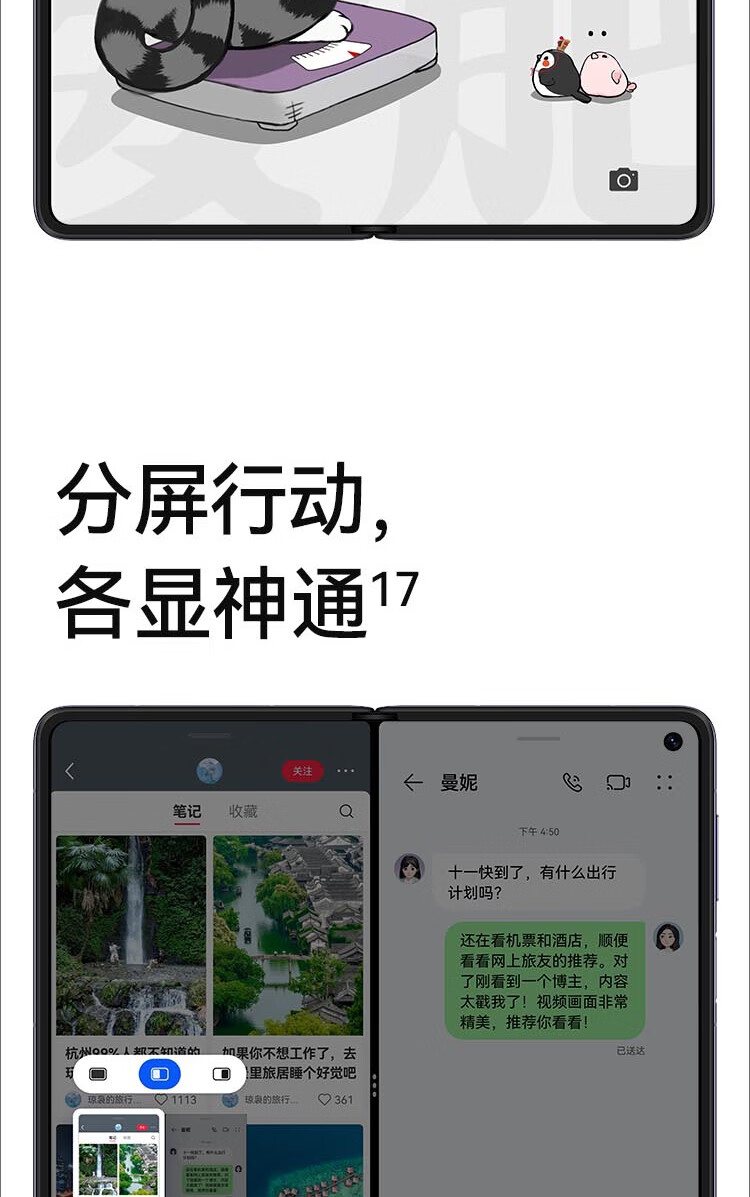 分屏行动，
各显神通17
关注
曼妮
笔记
收藏
下午 4:50
十一快到了，有什么出行
计划吗？
还在看机票和酒店，顺便
看看网上旅友的推荐。对
了刚看到一个博主，内容
太戳我了！视频画面非常
精美，推荐你看看！
已送达
杭州99%人都不知道的
如果你不想工作了，去
里旅居睡个好觉吧
琼袅的旅行...
1113
琼袅的旅行...
361